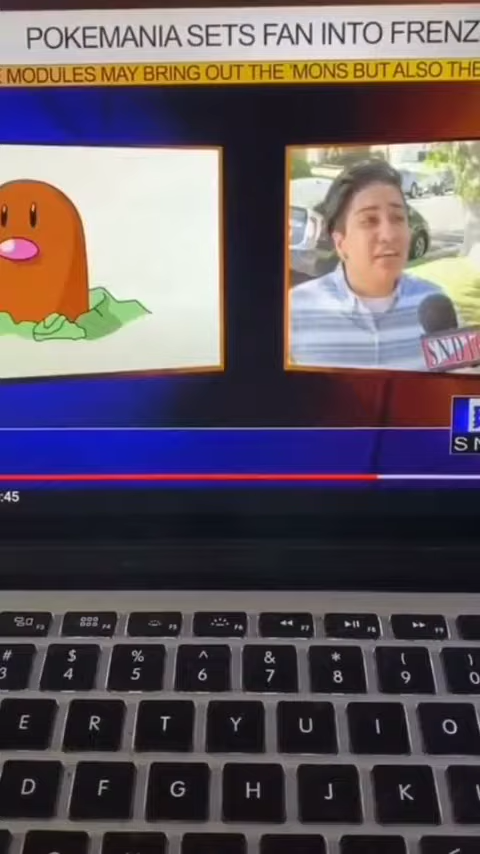 POKEMANIA SETS FAN INTO FRENZ
MODULES MAY BRING OUT THE 'MONS BUT ALSO THE
:45
F3 F4 F5 F6 F7 F8 F9
# $ % ^ & * ( )
3 4 5 6 7 8 9 0
E R T Y U I O
D F G H J K